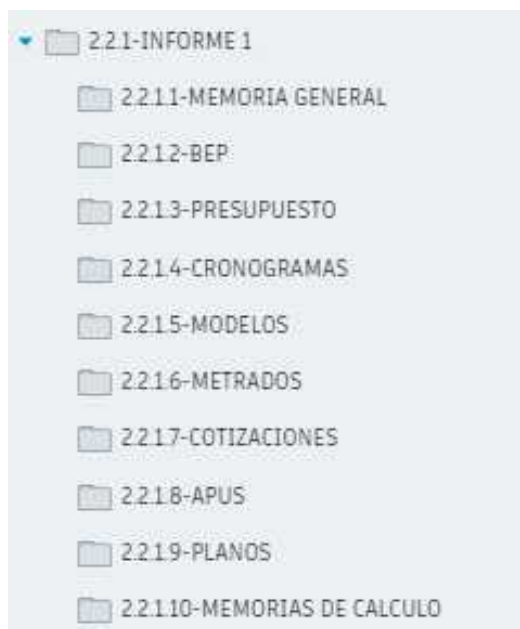 2.2.1-INFORME 1
2.2.1.1-MEMORIA GENERAL
2.2.1.2-BEP
2.2.1.3-PRESUPUESTO
2.2.1.4-CRONOGRAMAS
2.2.1.5-MODELOS
2.2.1.6-METRADOS
2.2.1.7-COTIZACIONES
2.2.1.8-APUS
2.2.1.9-PLANOS
2.2.1.10-MEMORIAS DE CALCULO